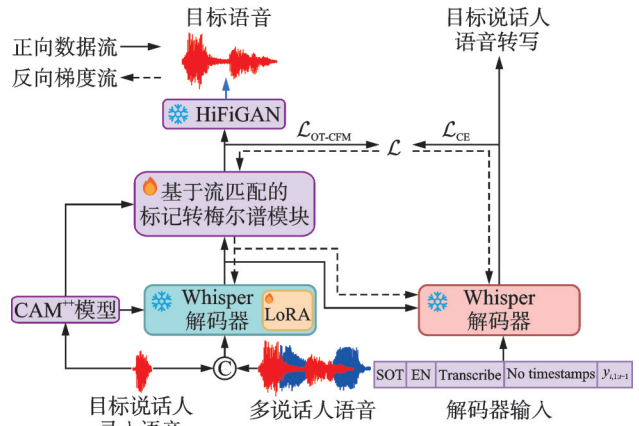 目标语音
目标说话人
语音转写
正向数据流
反向梯度流
HiFiGAN
ℒOT-CFM
ℒ
ℒCE
基于流匹配的
标记转梅尔谱模块
CAM++模型
Whisper
解码器
LoRA
Whisper
解码器
C
SOT EN Transcribe No timestamps yi,1:t-1
目标说话人
多说话人语音
解码器输入